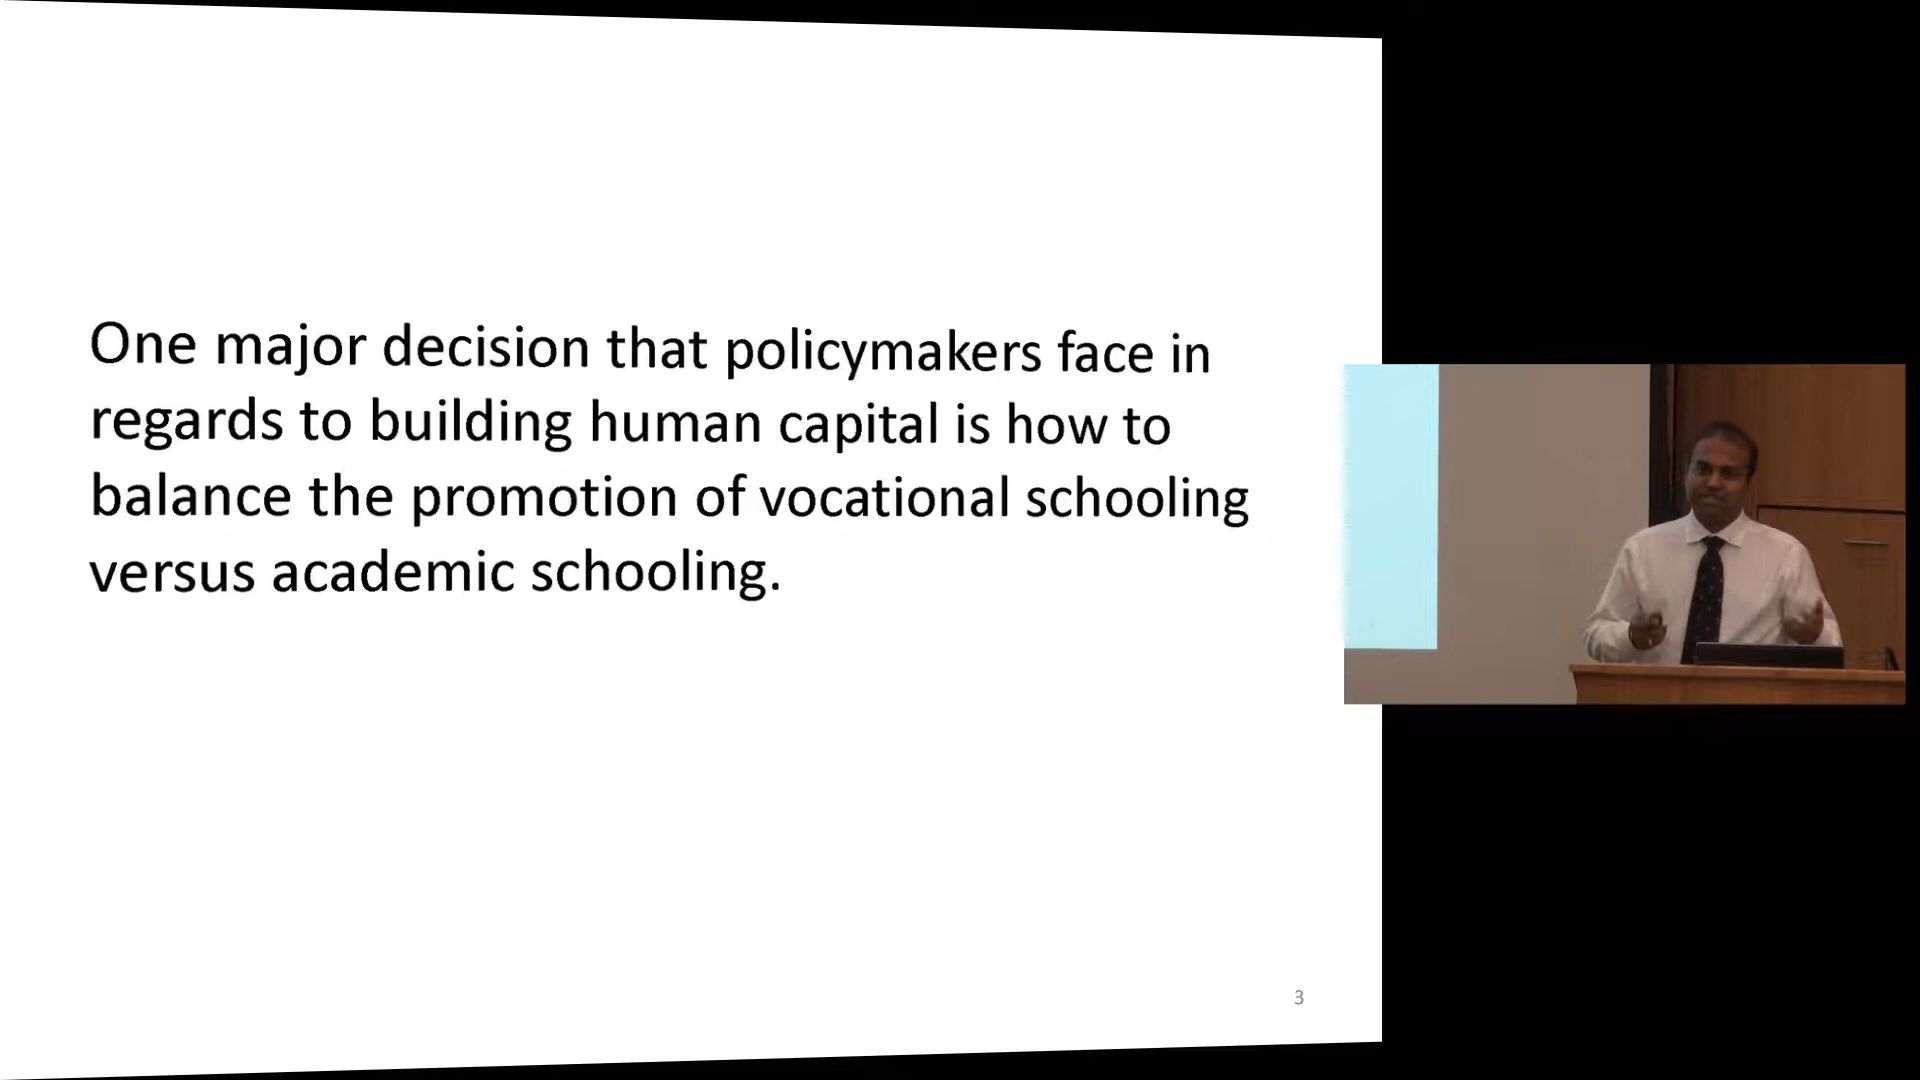 One major decision that policymakers face in
regards to building human capital is how to
balance the promotion of vocational schooling
versus academic schooling.
3